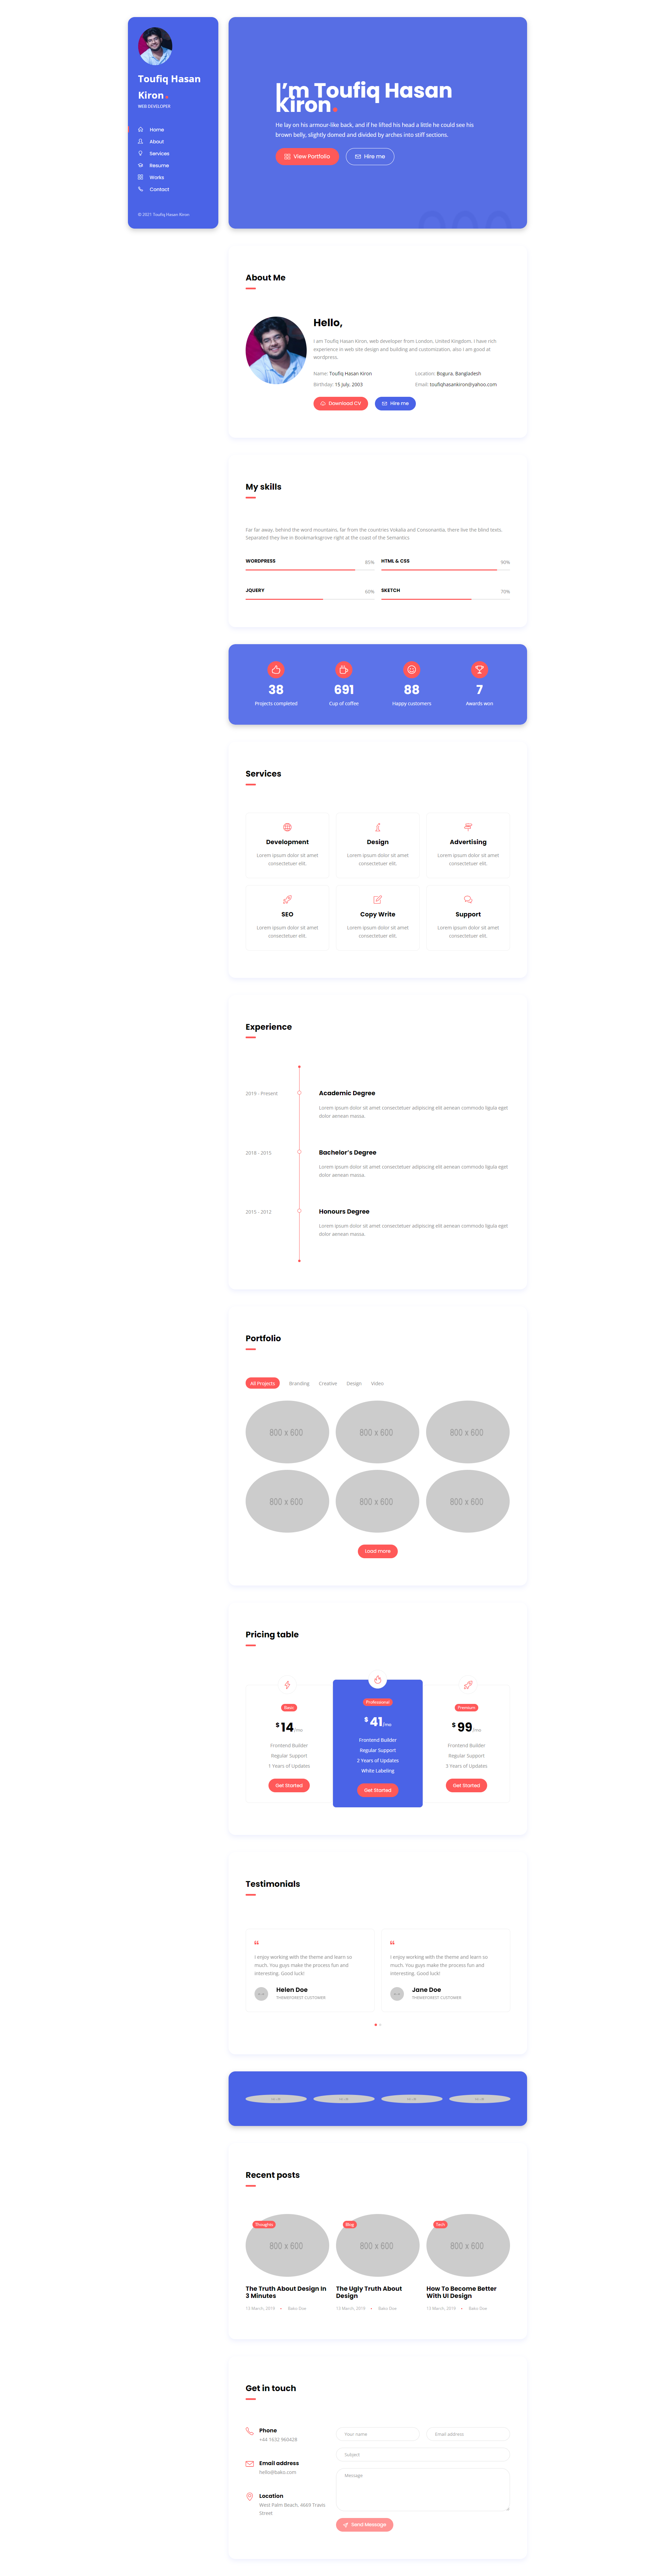 Toufiq Hasan
Kiron.
WEB DEVELOPER
Home
About
Services
Resume
Works
Contact
© 2021 Toufiq Hasan Kiron
I'm Toufiq Hasan
Kiron.
He lay on his armour-like back, and if he lifted his head a little he could see his
brown belly, slightly domed and divided by arches into stiff sections.
View Portfolio
Hire me
About Me
Hello,
I am Toufiq Hasan Kiron, web developer from London, United Kingdom. I have rich
experience in web site design and building and customization, also I am good at
wordpress.
Name: Toufiq Hasan Kiron
Location: Bogura, Bangladesh
Birthday: 15 July, 2003
Email: toufiqhasankiron@yahoo.com
Download CV
Hire me
My skills
Far far away, behind the word mountains, far from the countries Vokalia and Consonantia, there live the blind texts.
Separated they live in Bookmarksgrove right at the coast of the Semantics
WORDPRESS 85%
HTML & CSS 90%
JQUERY 60%
SKETCH 70%
38
Projects completed
691
Cup of coffee
88
Happy customers
7
Awards won
Services
Development
Lorem ipsum dolor sit amet
consectetuer elit.
Design
Lorem ipsum dolor sit amet
consectetuer elit.
Advertising
Lorem ipsum dolor sit amet
consectetuer elit.
SEO
Lorem ipsum dolor sit amet
consectetuer elit.
Copy Write
Lorem ipsum dolor sit amet
consectetuer elit.
Support
Lorem ipsum dolor sit amet
consectetuer elit.
Experience
2019 - Present
Academic Degree
Lorem ipsum dolor sit amet consectetuer adipiscing elit aenean commodo ligula eget
dolor aenean massa.
2018 - 2015
Bachelor's Degree
Lorem ipsum dolor sit amet consectetuer adipiscing elit aenean commodo ligula eget
dolor aenean massa.
2015 - 2012
Honours Degree
Lorem ipsum dolor sit amet consectetuer adipiscing elit aenean commodo ligula eget
dolor aenean massa.
Portfolio
All Projects
Branding
Creative
Design
Video
800 x 600
800 x 600
800 x 600
800 x 600
800 x 600
800 x 600
Load more
Pricing table
Basic
$14/mo
Frontend Builder
Regular Support
1 Years of Updates
Get Started
Professional
$41/mo
Frontend Builder
Regular Support
2 Years of Updates
White Labeling
Get Started
Premium
$99/mo
Frontend Builder
Regular Support
3 Years of Updates
Get Started
Testimonials
I enjoy working with the theme and learn so
much. You guys make the process fun and
interesting. Good luck!
Helen Doe
THEMEFOREST CUSTOMER
I enjoy working with the theme and learn so
much. You guys make the process fun and
interesting. Good luck!
Jane Doe
THEMEFOREST CUSTOMER
Recent posts
Thoughts
800 x 600
The Truth About Design In
3 Minutes
13 March, 2019 • Bako Doe
Blog
800 x 600
The Ugly Truth About
Design
13 March, 2019 • Bako Doe
Tech
800 x 600
How To Become Better
With UI Design
13 March, 2019 • Bako Doe
Get in touch
Phone
+44 1632 960428
Email address
hello@bako.com
Location
West Palm Beach, 4669 Travis
Street
Your name
Email address
Subject
Message
Send Message